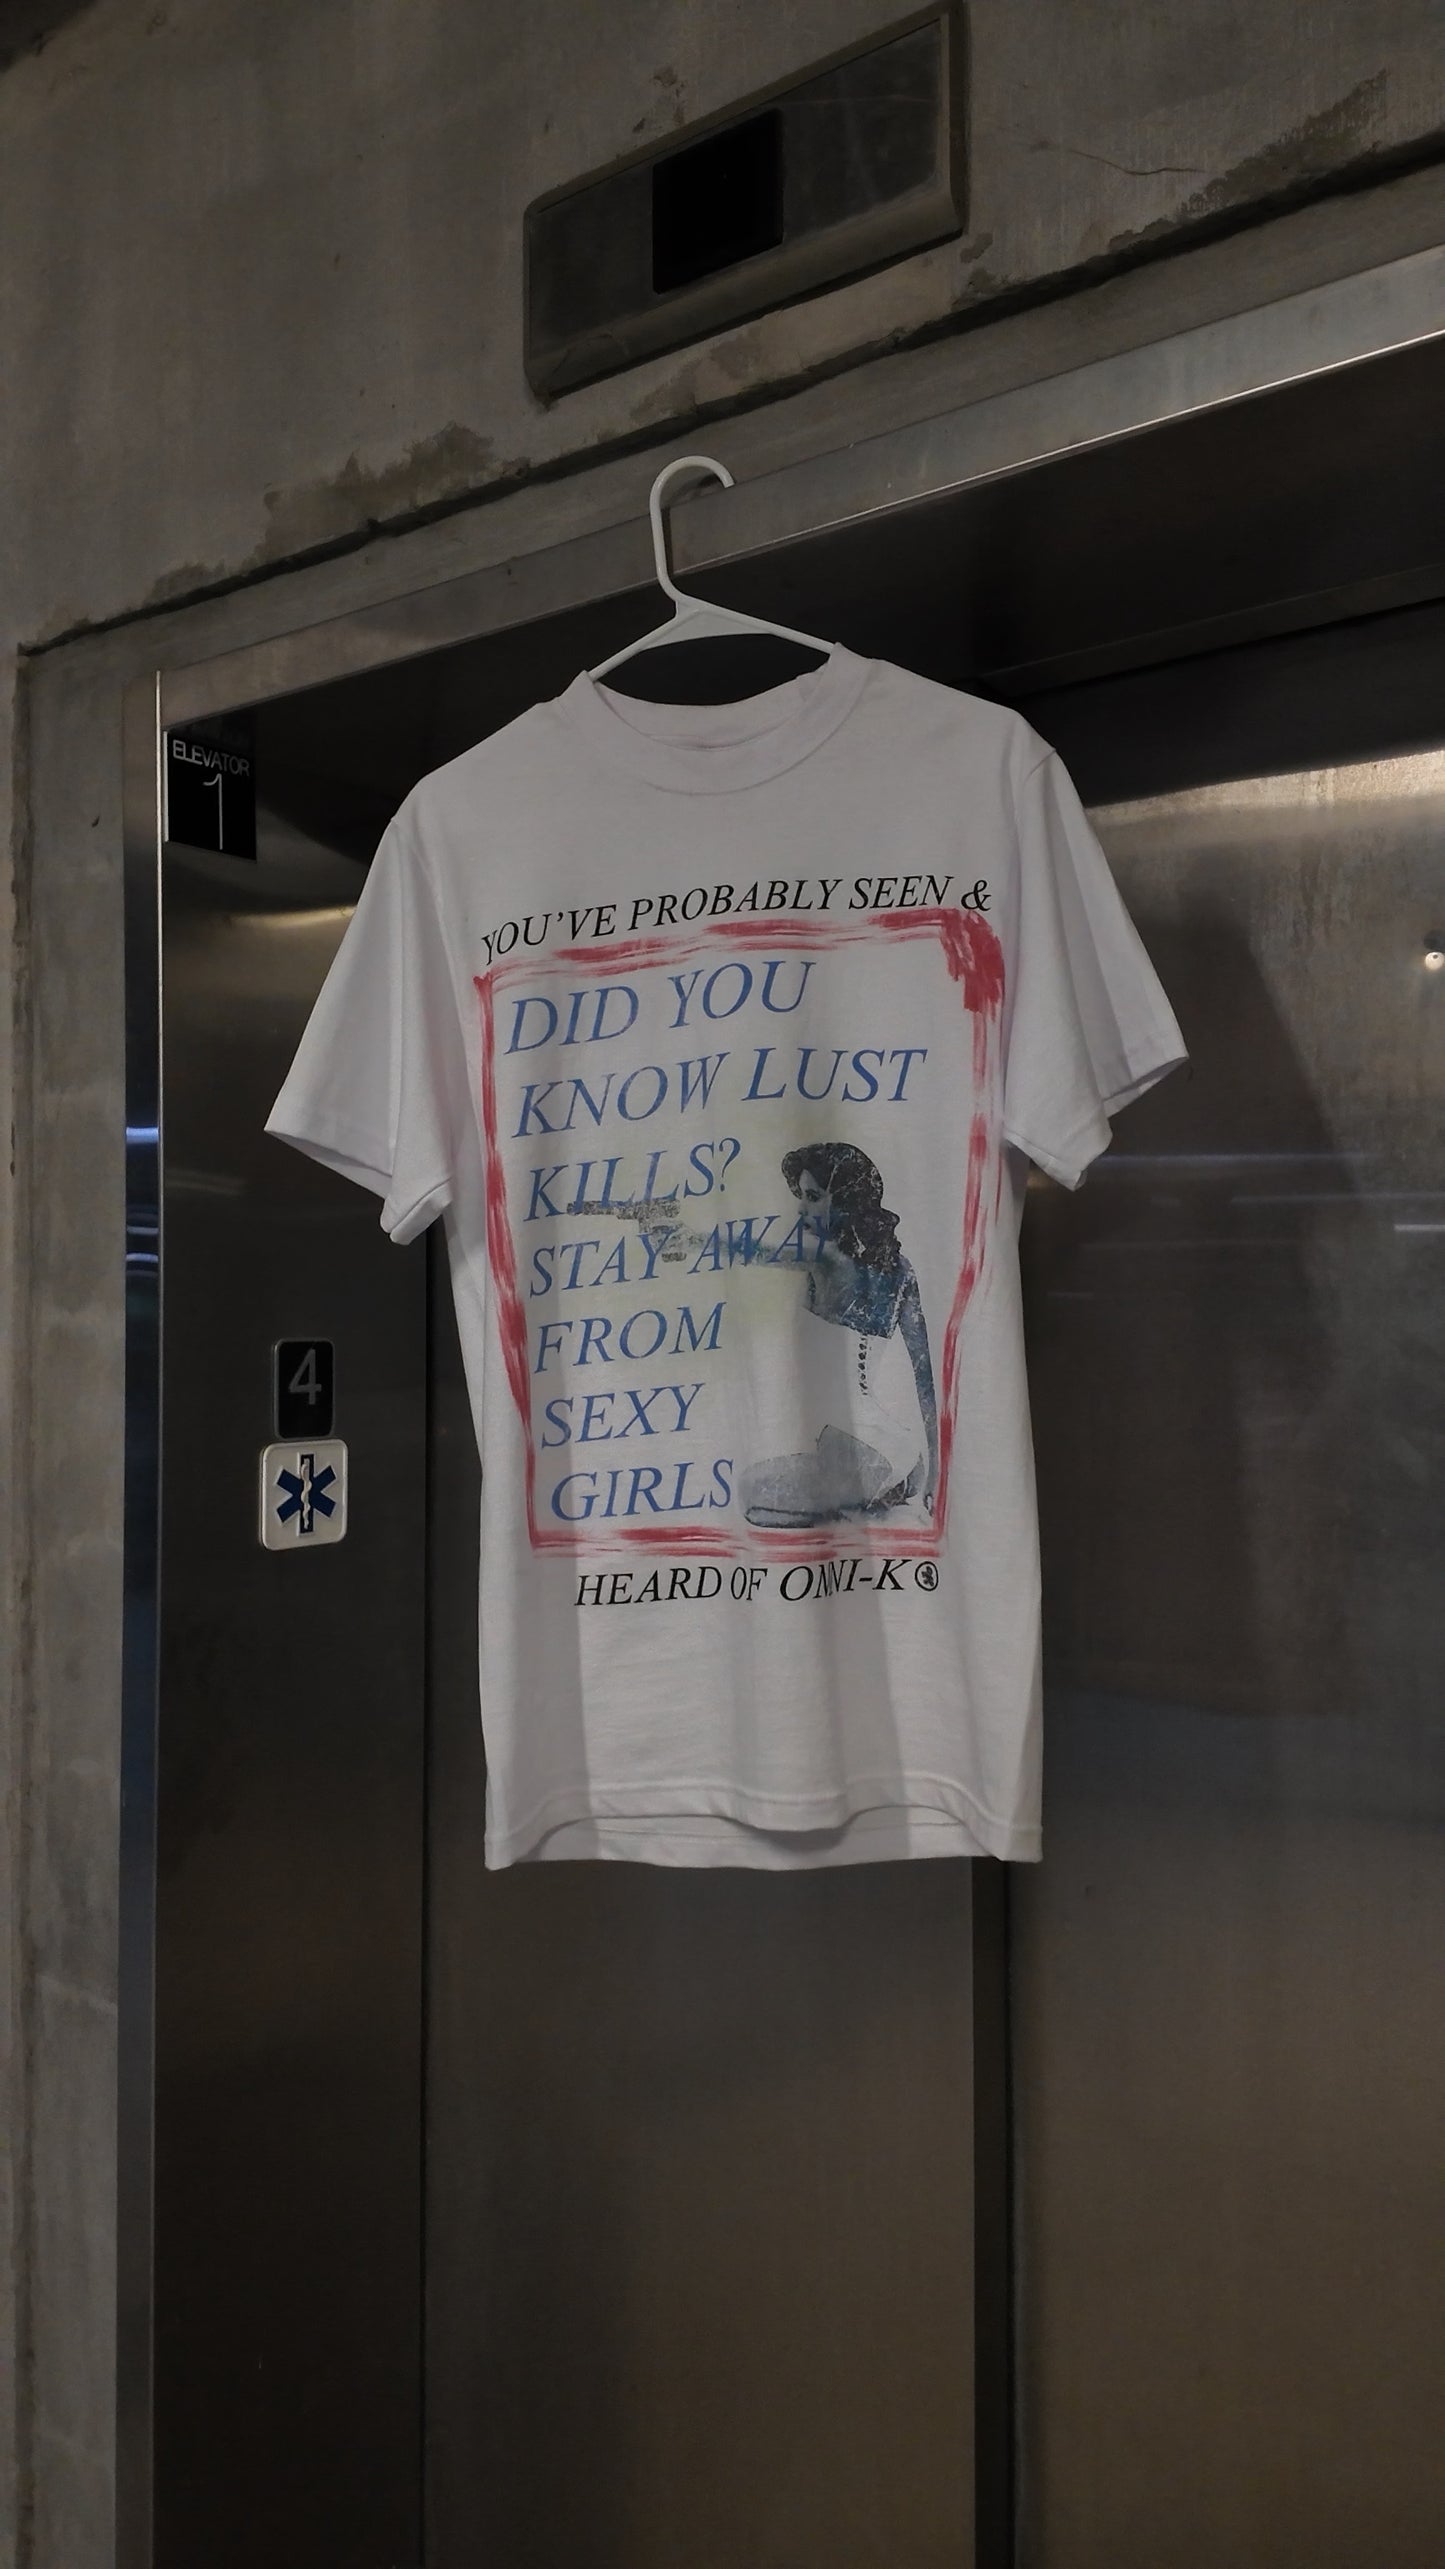 ELEVATOR
1
YOU'VE PROBABLY SEEN &
DID YOU
KNOW LUST
KILLS?
STAY AWAY
FROM
SEXY
GIRLS
HEARD OF OMNI-K ®
4